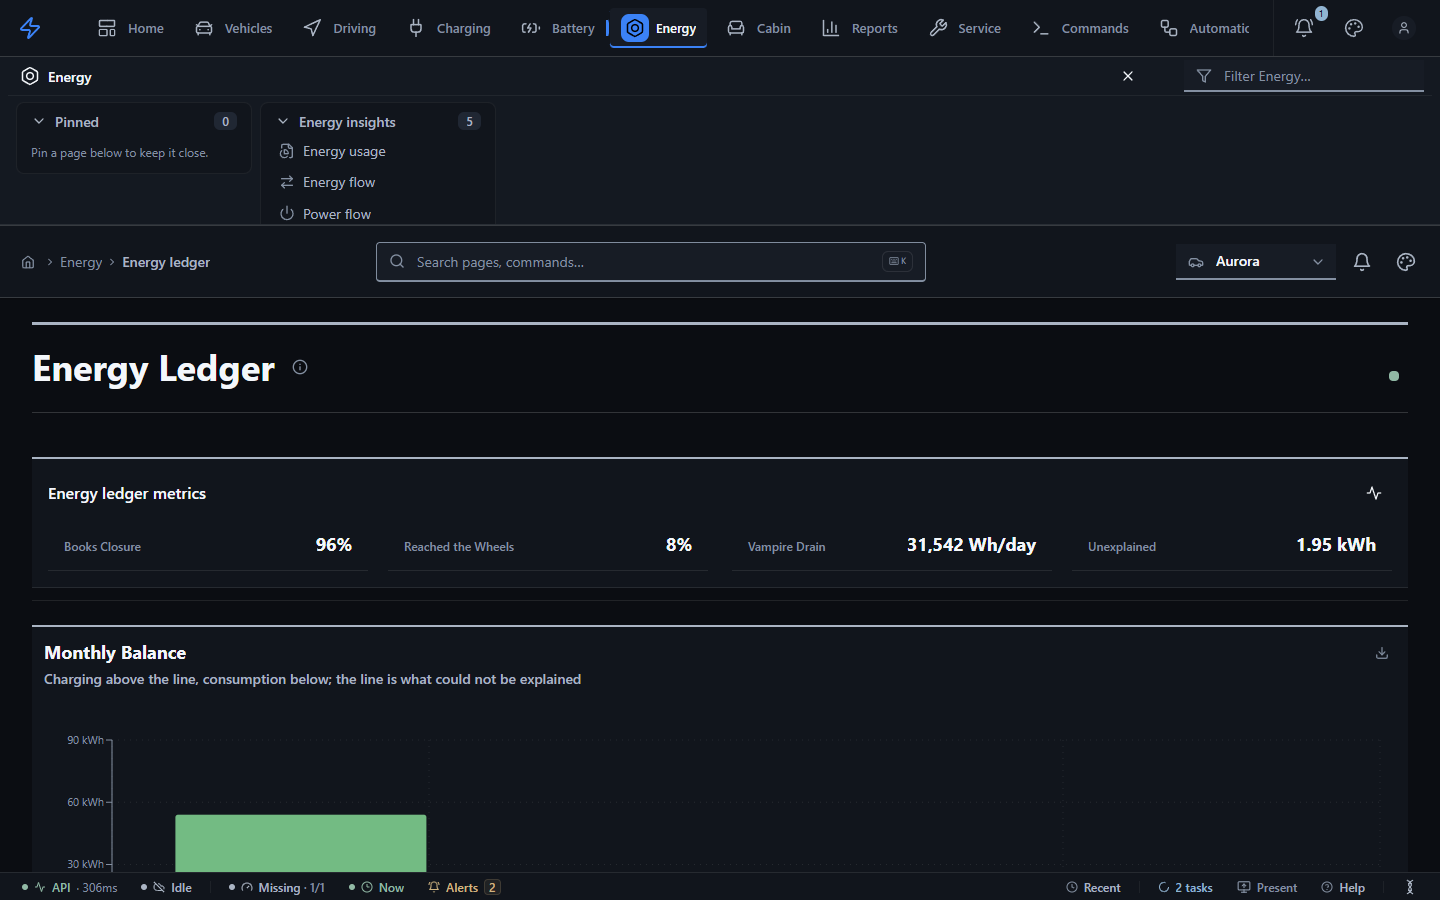 Home
Vehicles
Driving
Charging
Battery
Energy
Cabin
Reports
Service
Commands
Automatic
1
Energy
Filter Energy...
Pinned
0
Pin a page below to keep it close.
Energy insights
5
Energy usage
Energy flow
Power flow
Energy
Energy ledger
Search pages, commands...
K
Aurora
Energy Ledger
Energy ledger metrics
Books Closure
96%
Reached the Wheels
8%
Vampire Drain
31,542 Wh/day
Unexplained
1.95 kWh
Monthly Balance
Charging above the line, consumption below; the line is what could not be explained
90 kWh
60 kWh
30 kWh
API · 306ms
Idle
Missing · 1/1
Now
Alerts 2
Recent
2 tasks
Present
Help